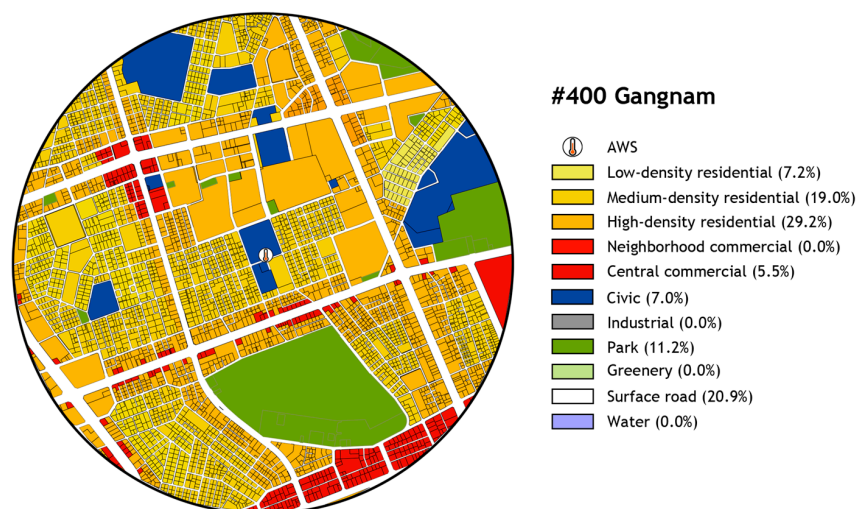 #400 Gangnam
AWS
Low-density residential (7.2%)
Medium-density residential (19.0%)
High-density residential (29.2%)
Neighborhood commercial (0.0%)
Central commercial (5.5%)
Civic (7.0%)
Industrial (0.0%)
Park (11.2%)
Greenery (0.0%)
Surface road (20.9%)
Water (0.0%)